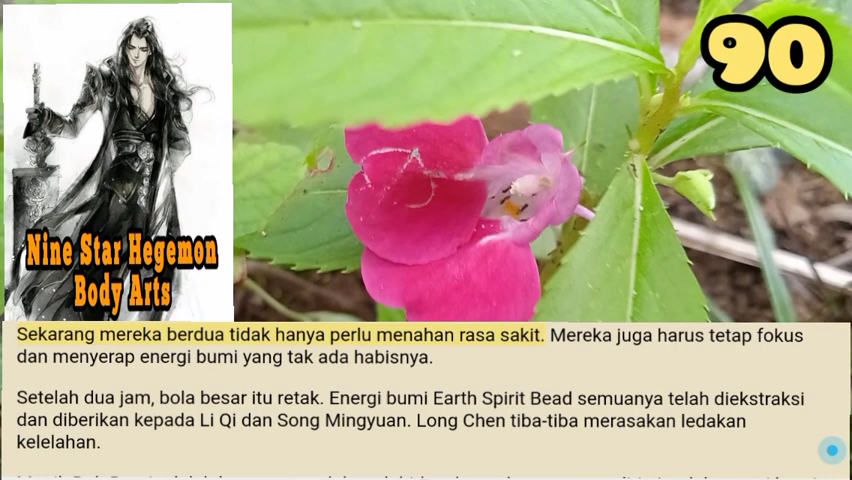 90
Nine Star Hegemon
Body Arts
Sekarang mereka berdua tidak hanya perlu menahan rasa sakit. Mereka juga harus tetap fokus
dan menyerap energi bumi yang tak ada habisnya.
Setelah dua jam, bola besar itu retak. Energi bumi Earth Spirit Bead semuanya telah diekstraksi
dan diberikan kepada Li Qi dan Song Mingyuan. Long Chen tiba-tiba merasakan ledakan
kelelahan.